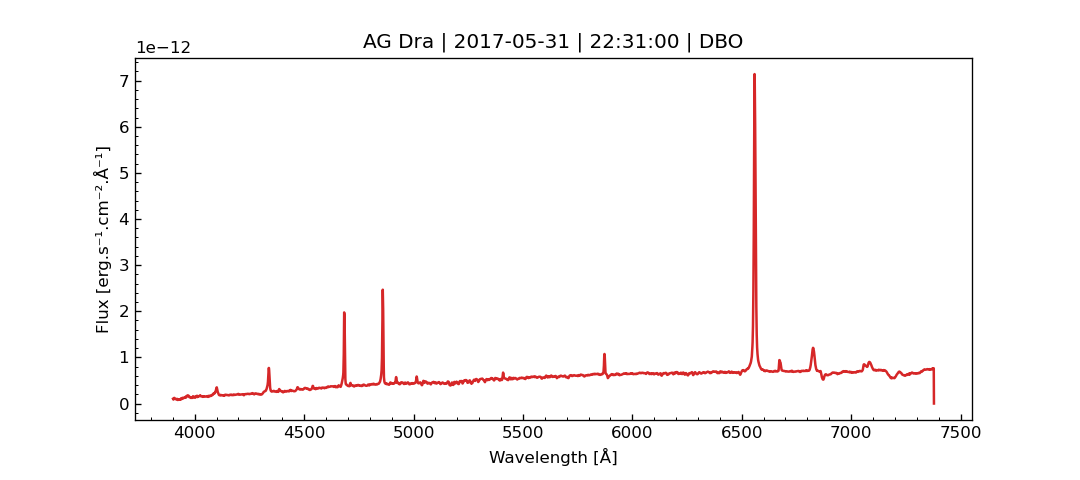 AG Dra | 2017-05-31 | 22:31:00 | DBO
1e−12
7
6
5
4
3
2
1
0
Flux [erg.s⁻¹.cm⁻².Å⁻¹]
4000 4500 5000 5500 6000 6500 7000 7500
Wavelength [Å]